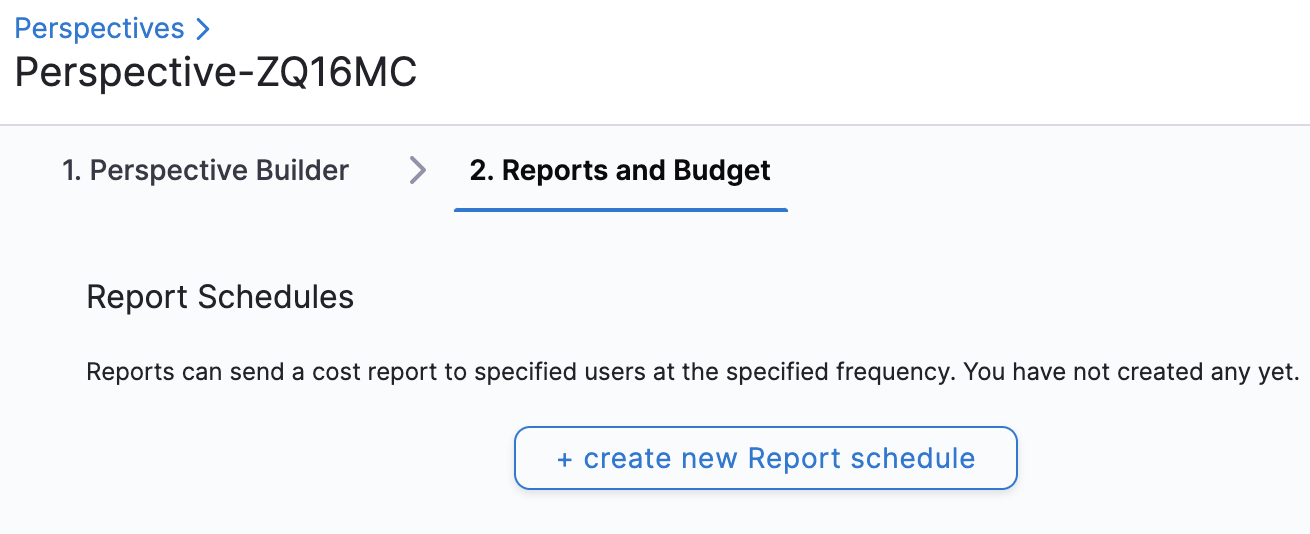 Perspectives >
Perspective-ZQ16MC
1. Perspective Builder > 2. Reports and Budget
Report Schedules
Reports can send a cost report to specified users at the specified frequency. You have not created any yet.
+ create new Report schedule